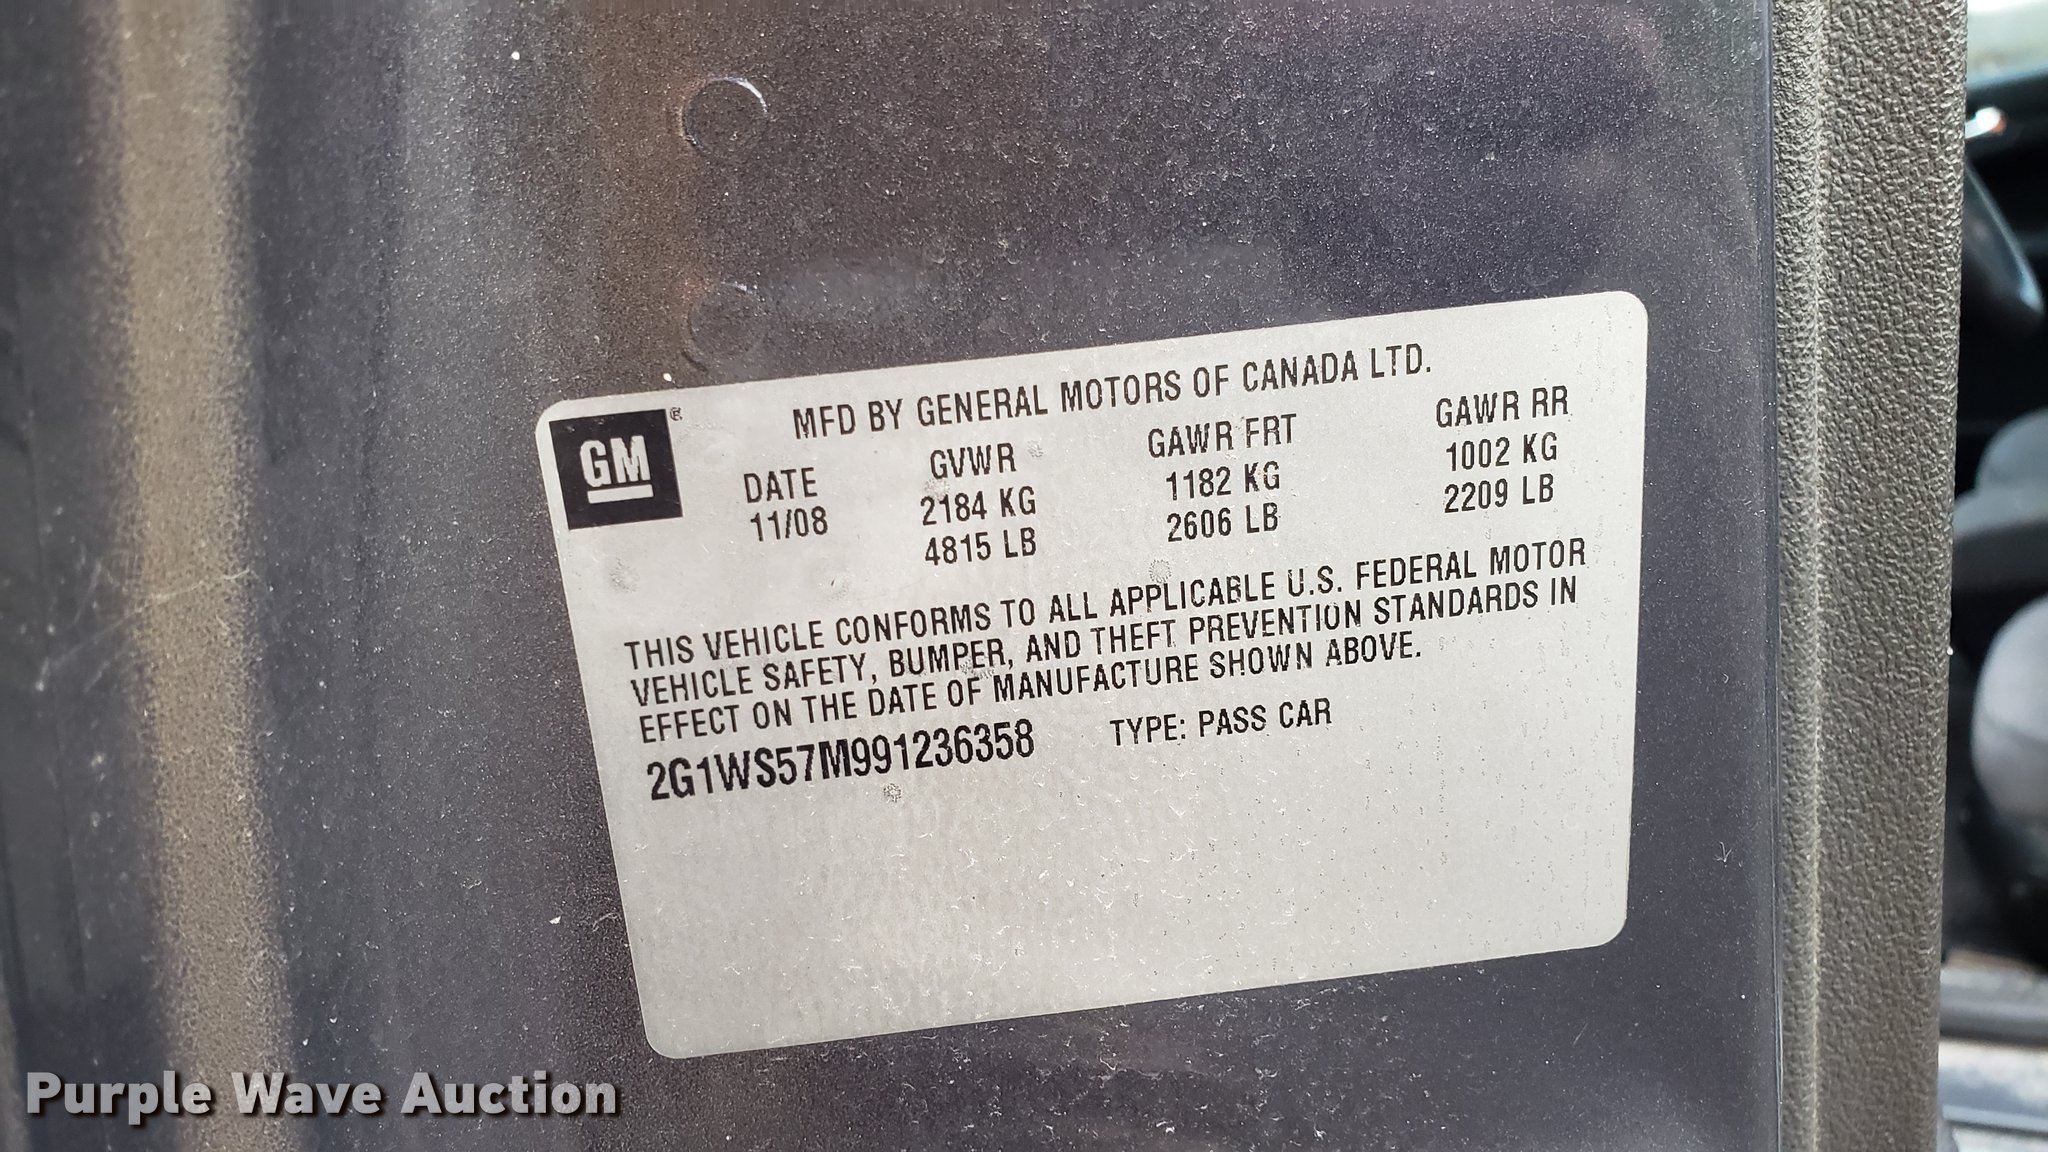 MFD BY GENERAL MOTORS OF CANADA LTD.
GM ®
DATE GVWR GAWR FRT GAWR RR
11/08 2184 KG 1182 KG 1002 KG
4815 LB 2606 LB 2209 LB
THIS VEHICLE CONFORMS TO ALL APPLICABLE U.S. FEDERAL MOTOR
VEHICLE SAFETY, BUMPER, AND THEFT PREVENTION STANDARDS IN
EFFECT ON THE DATE OF MANUFACTURE SHOWN ABOVE.
2G1WS57M991236358 TYPE: PASS CAR
Purple Wave Auction